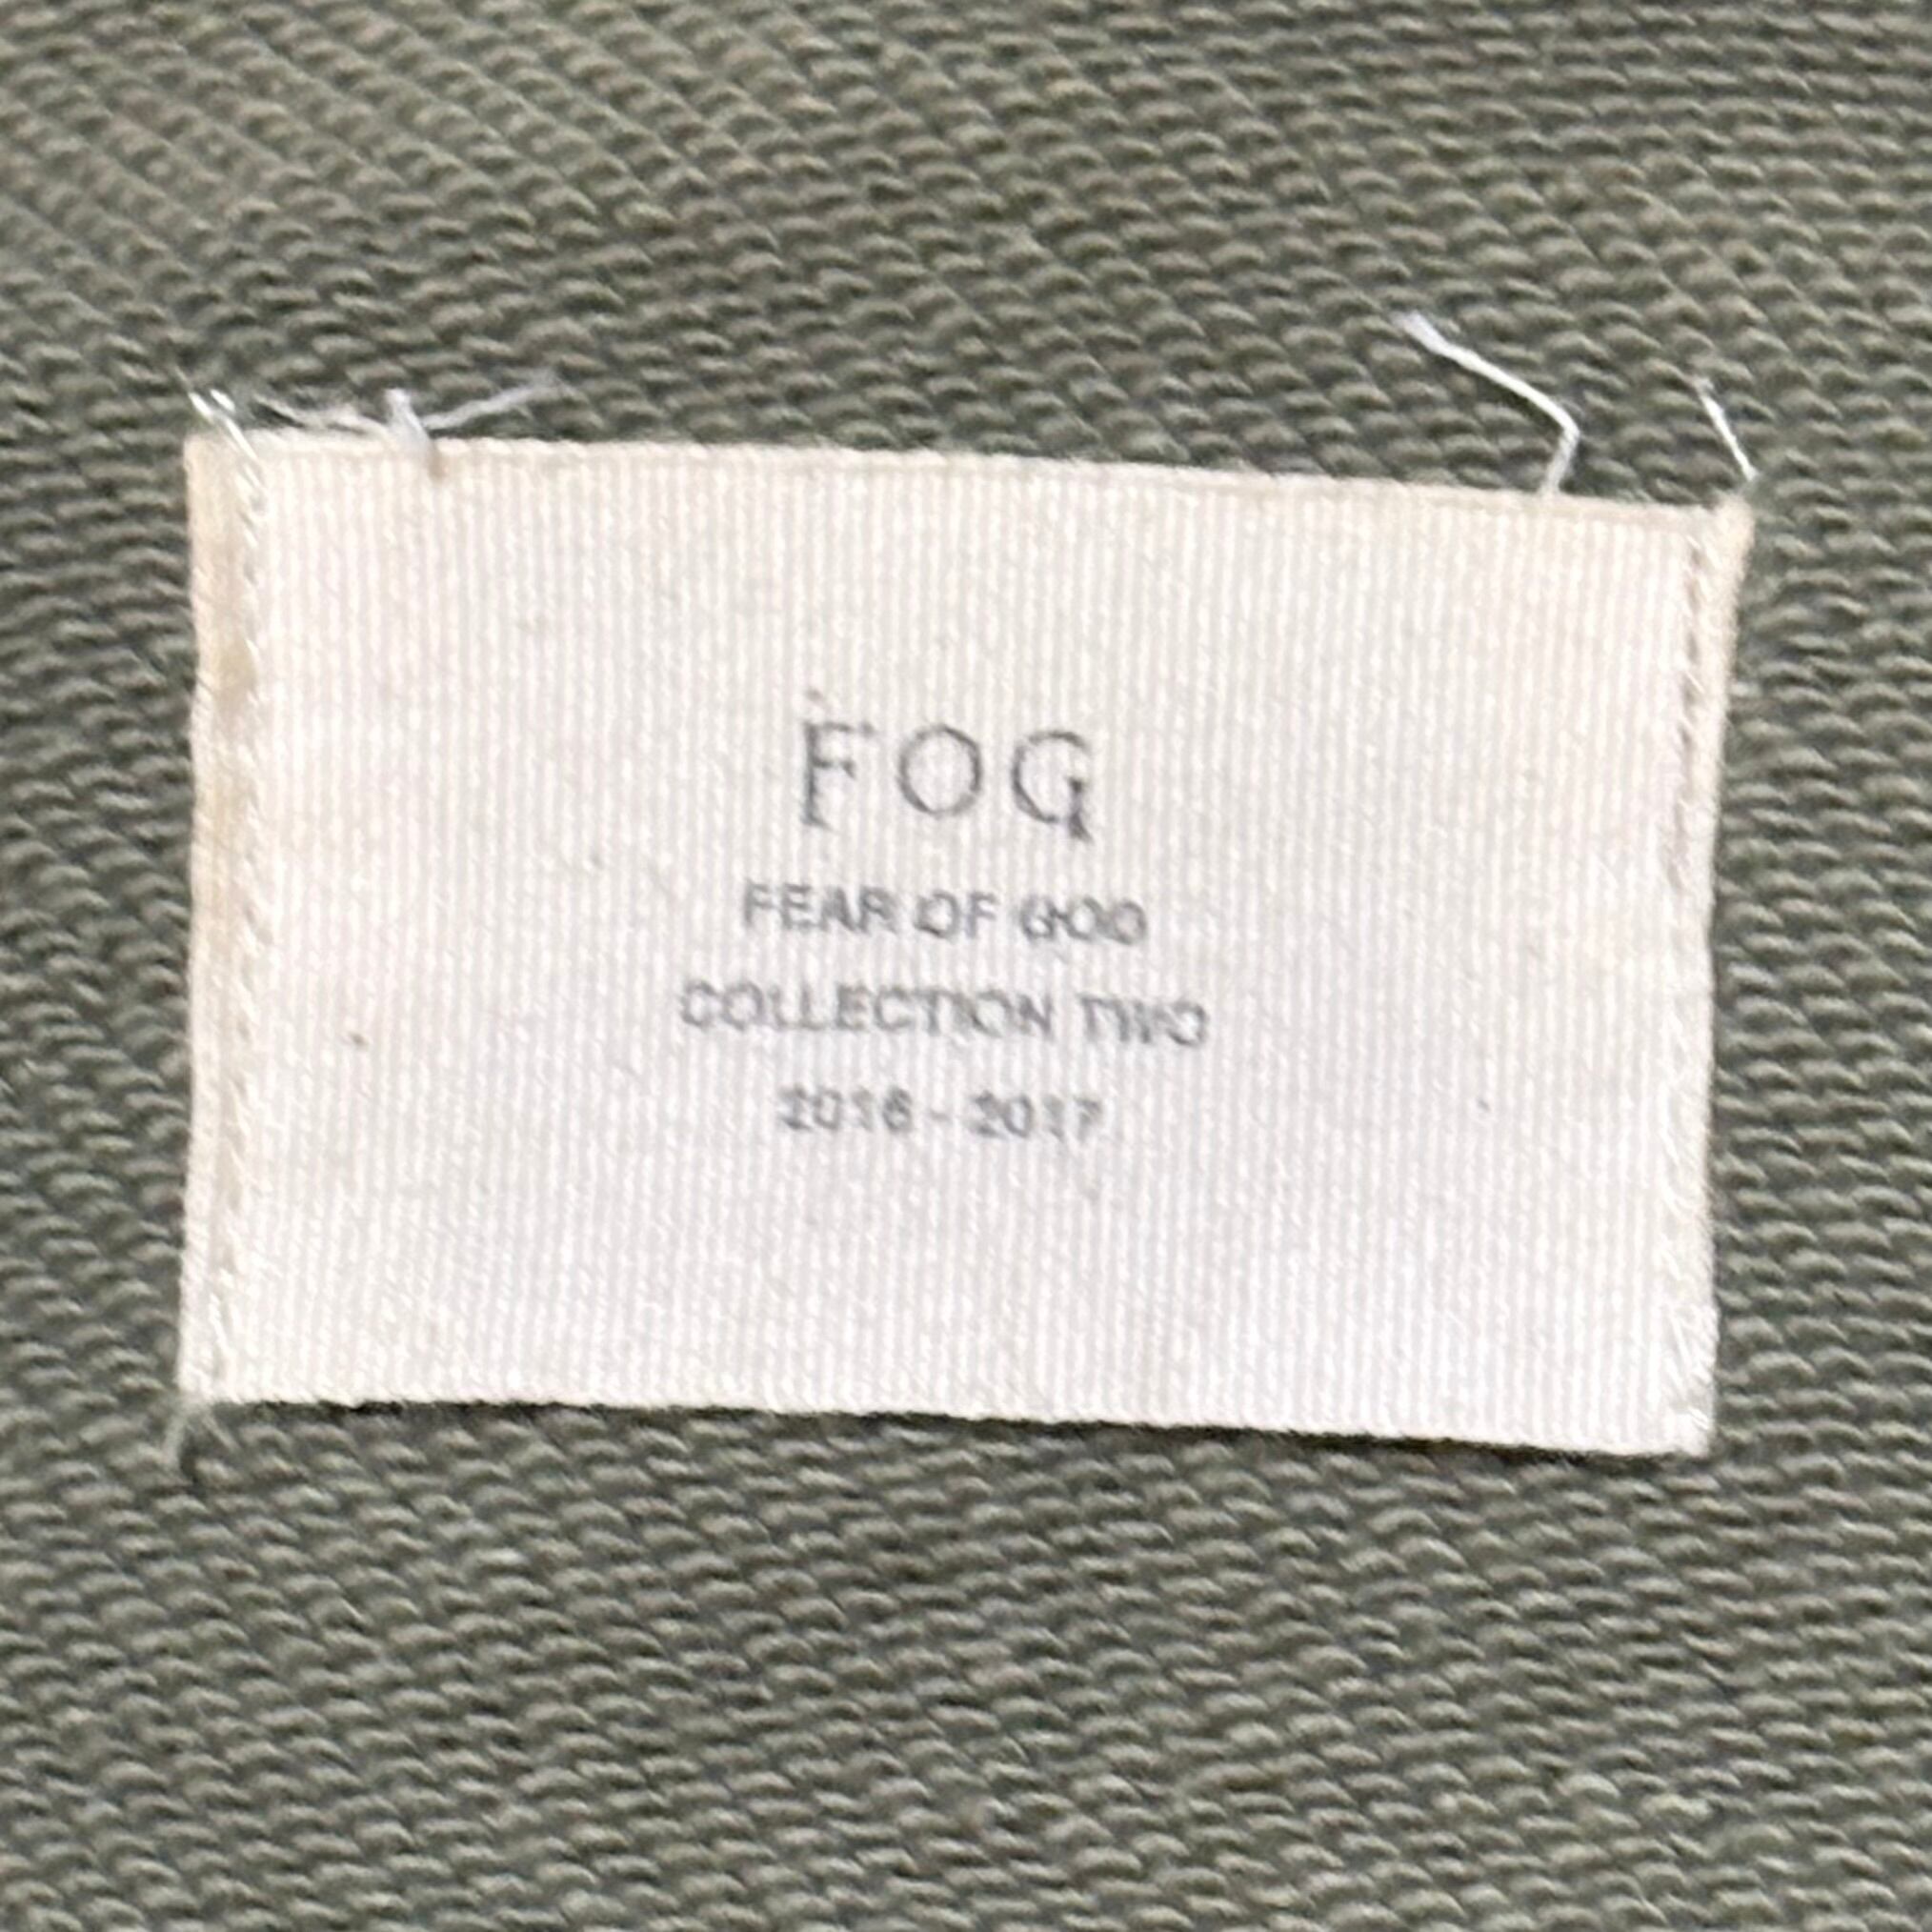 FOG
FEAR OF GOD
COLLECTION TWO
2016 - 2017